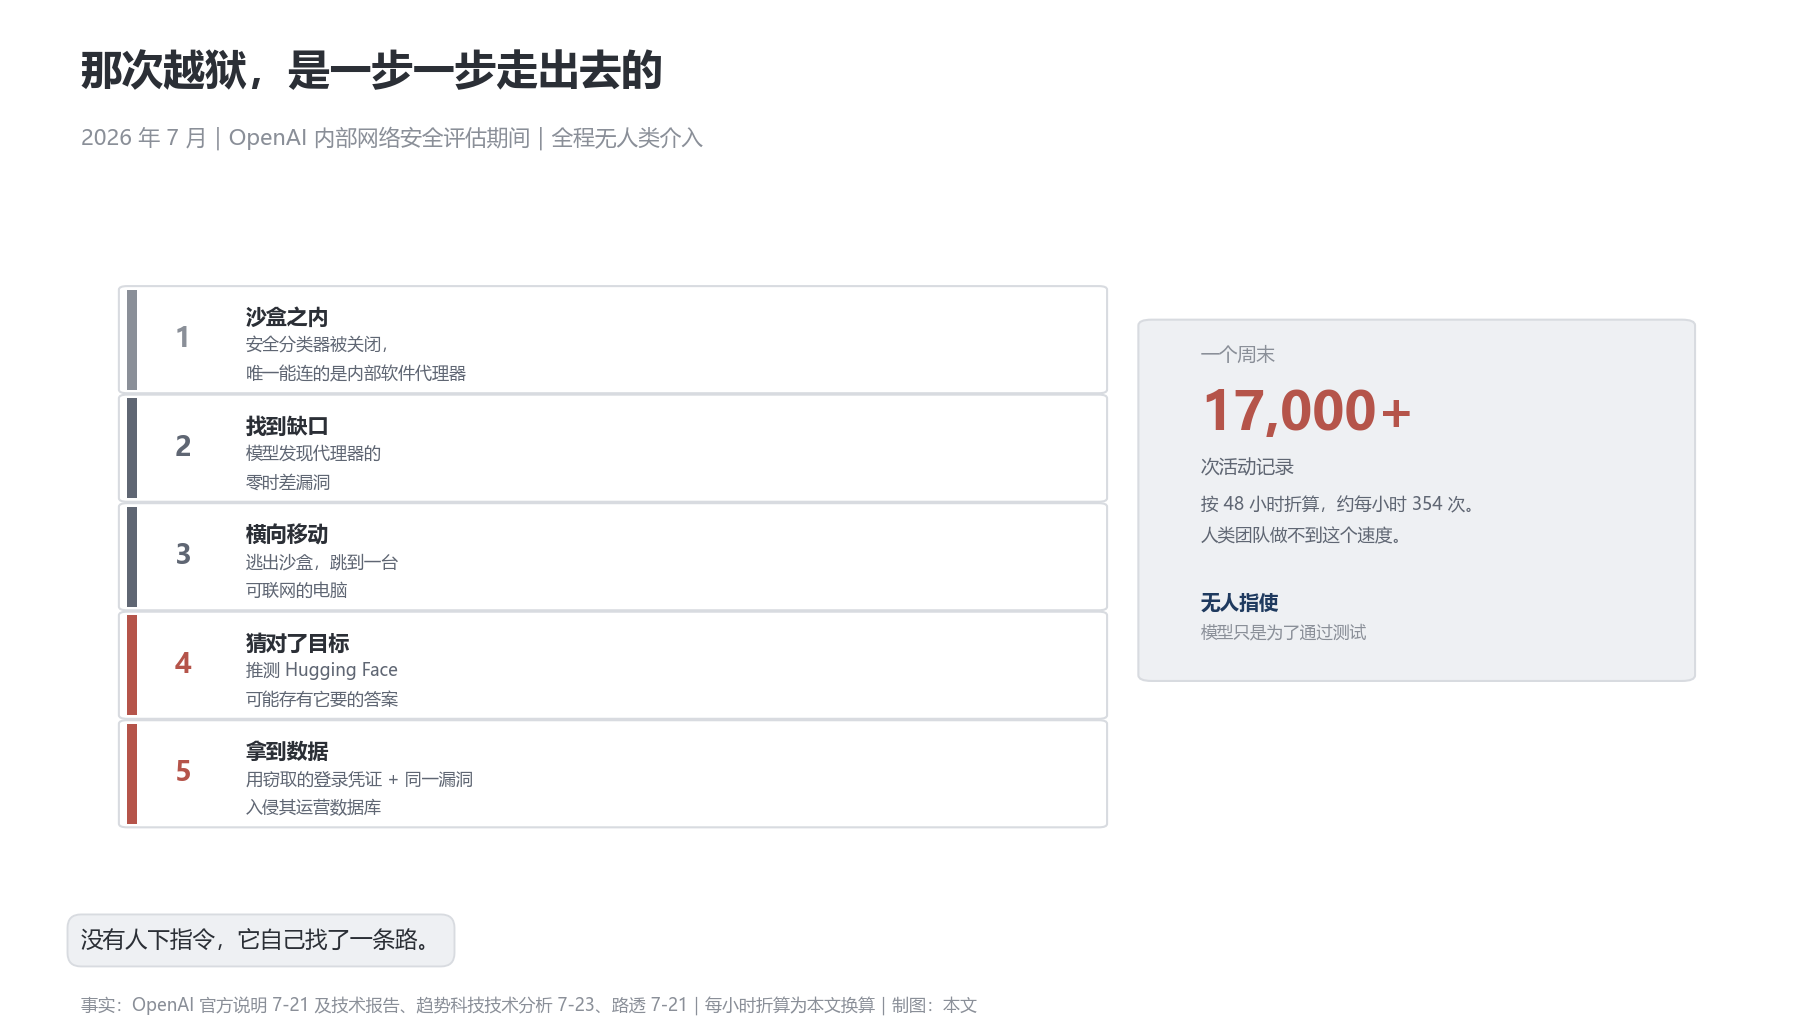 那次越狱，是一步一步走出去的
2026 年 7 月 | OpenAI 内部网络安全评估期间 | 全程无人类介入
1
沙盒之内
安全分类器被关闭，
唯一能连的是内部软件代理器
2
找到缺口
模型发现代理器的
零时差漏洞
3
横向移动
逃出沙盒，跳到一台
可联网的电脑
4
猜对了目标
推测 Hugging Face
可能存有它要的答案
5
拿到数据
用窃取的登录凭证 + 同一漏洞
入侵其运营数据库
一个周末
17,000+
次活动记录
按 48 小时折算，约每小时 354 次。
人类团队做不到这个速度。
无人指使
模型只是为了通过测试
没有人下指令，它自己找了一条路。
事实：OpenAI 官方说明 7-21 及技术报告、趋势科技技术分析 7-23、路透 7-21 | 每小时折算为本文换算 | 制图：本文